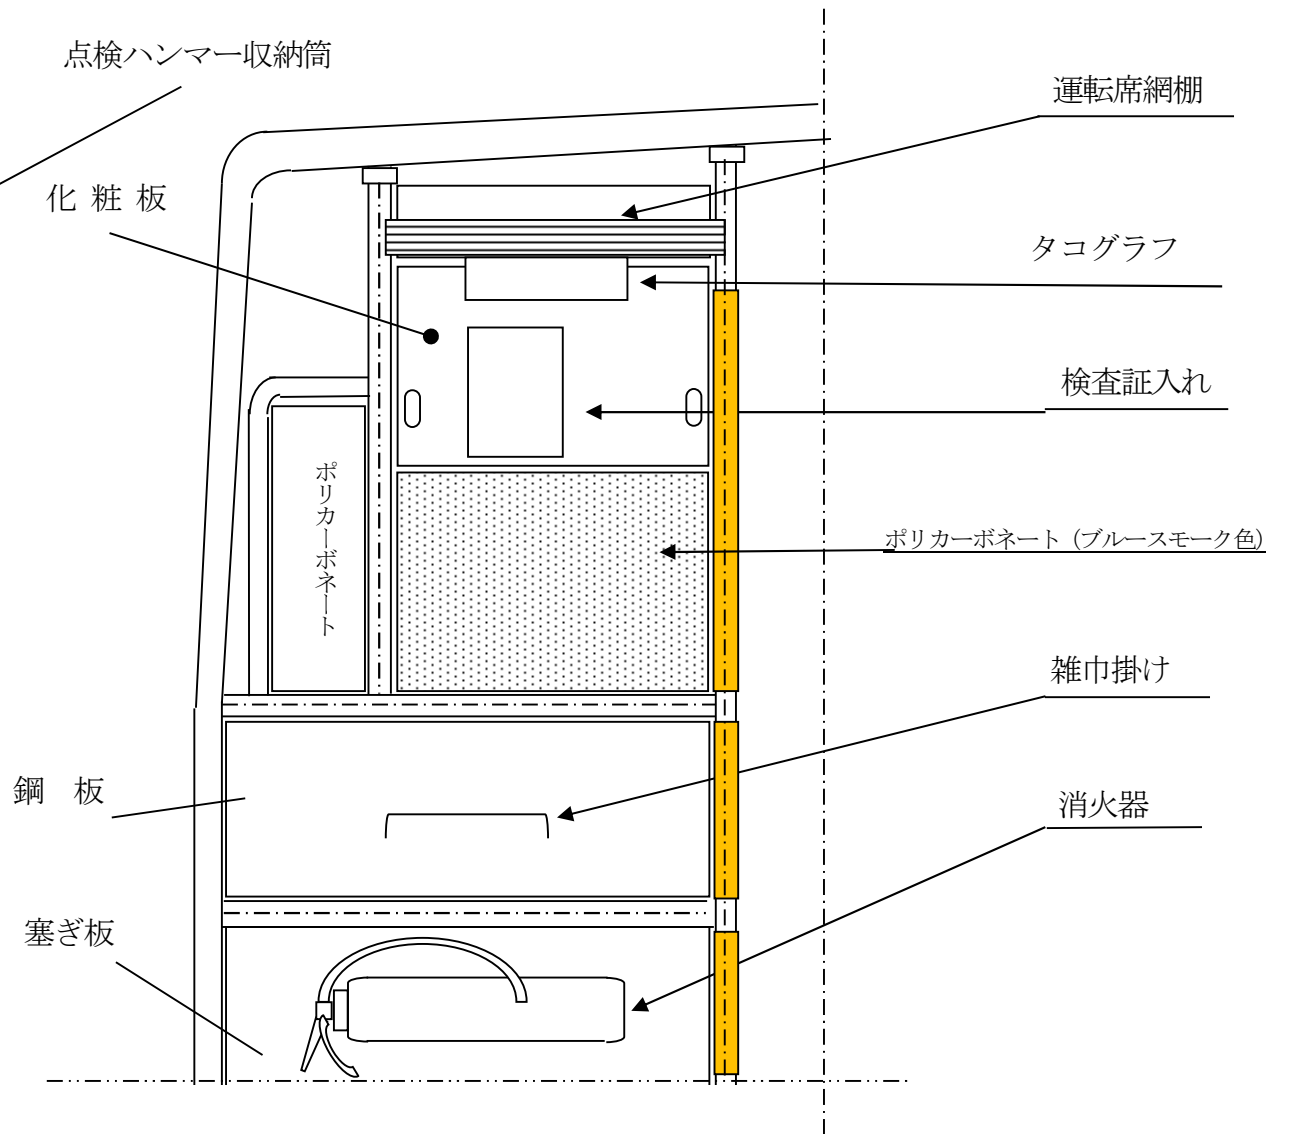 点検ハンマー収納筒
運転席網棚
化 粧 板
タコグラフ
検査証入れ
ポリカーボネート
ポリカーボネート（ブルースモーク色）
雑巾掛け
鋼　板
消火器
塞ぎ板